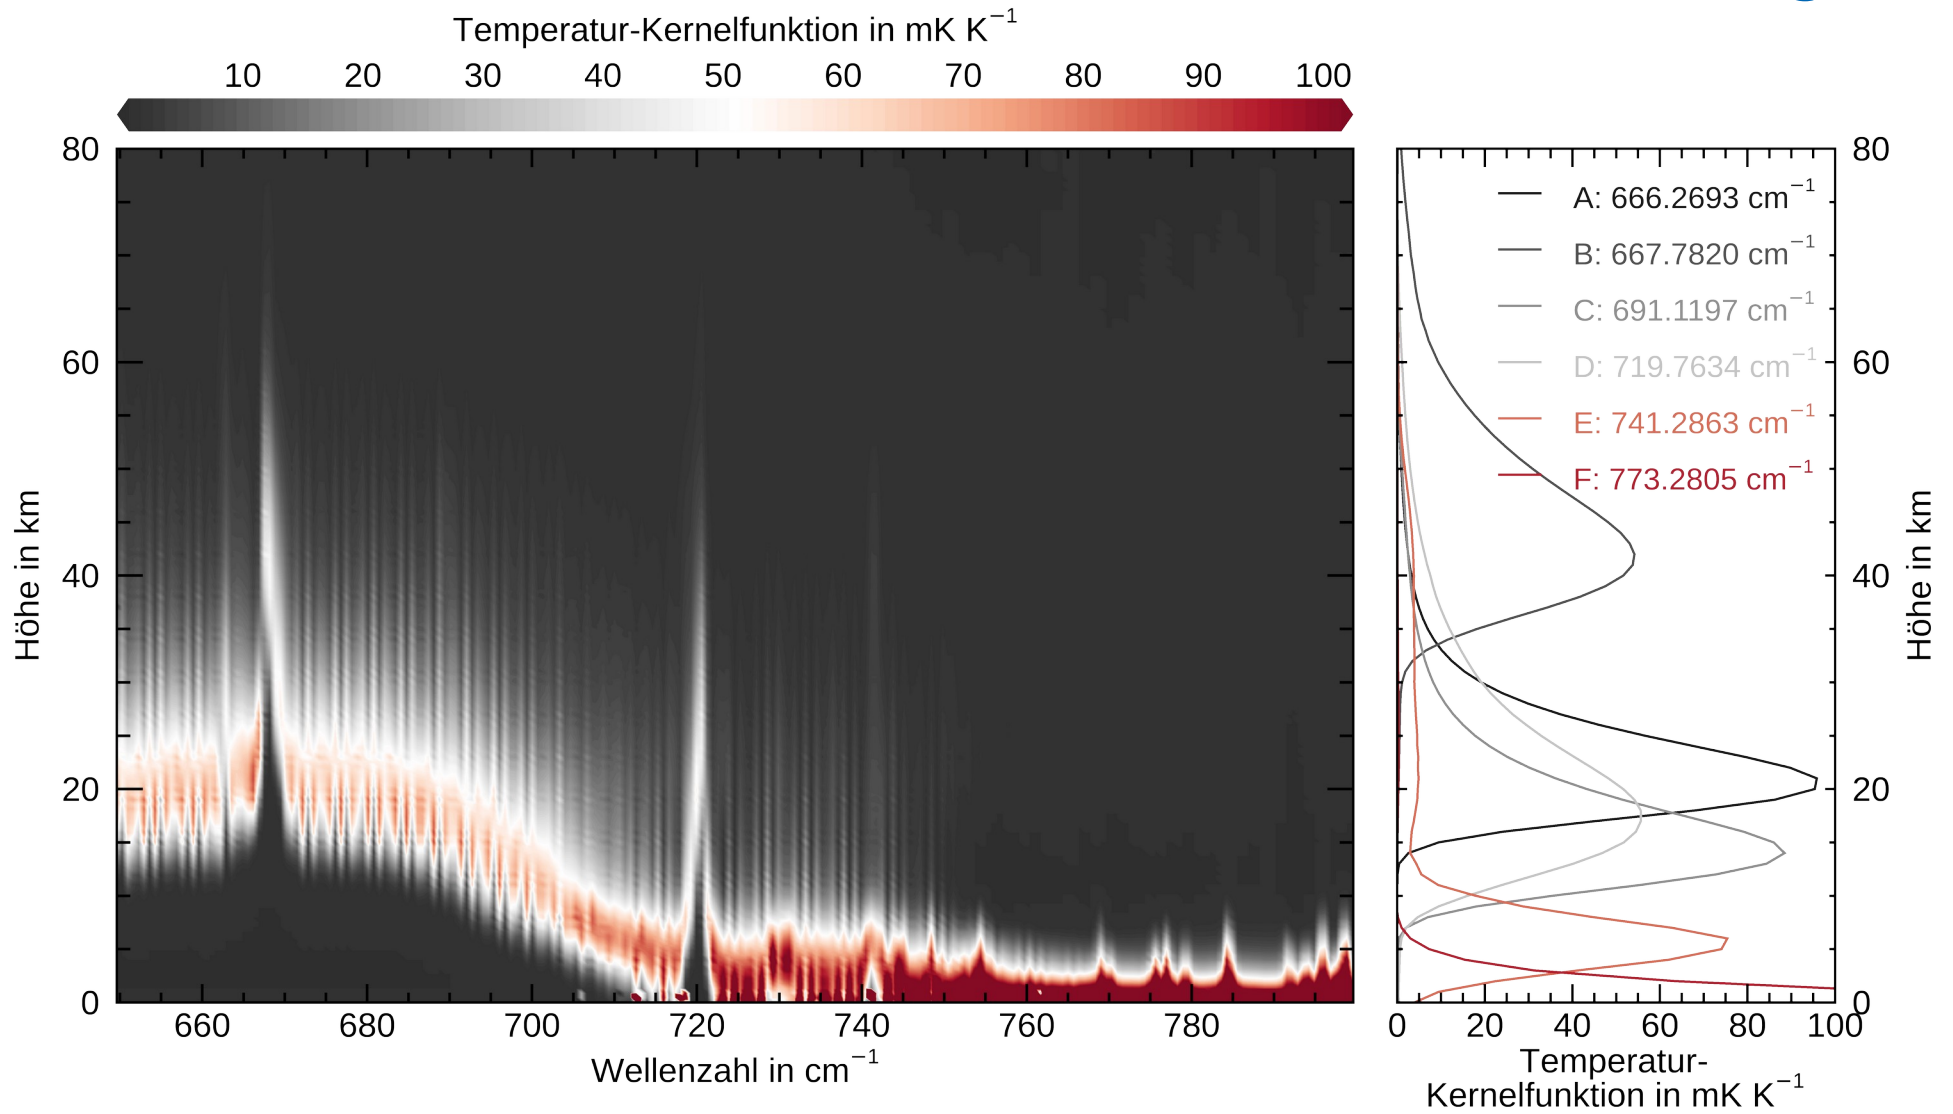 Temperatur-Kernelfunktion in mK K⁻¹
10 20 30 40 50 60 70 80 90 100
80
60
40
20
0
Höhe in km
660 680 700 720 740 760 780
Wellenzahl in cm⁻¹
A: 666.2693 cm⁻¹
B: 667.7820 cm⁻¹
C: 691.1197 cm⁻¹
D: 719.7634 cm⁻¹
E: 741.2863 cm⁻¹
F: 773.2805 cm⁻¹
80
60
40
20
0
Höhe in km
0 20 40 60 80 100
Temperatur-
Kernelfunktion in mK K⁻¹